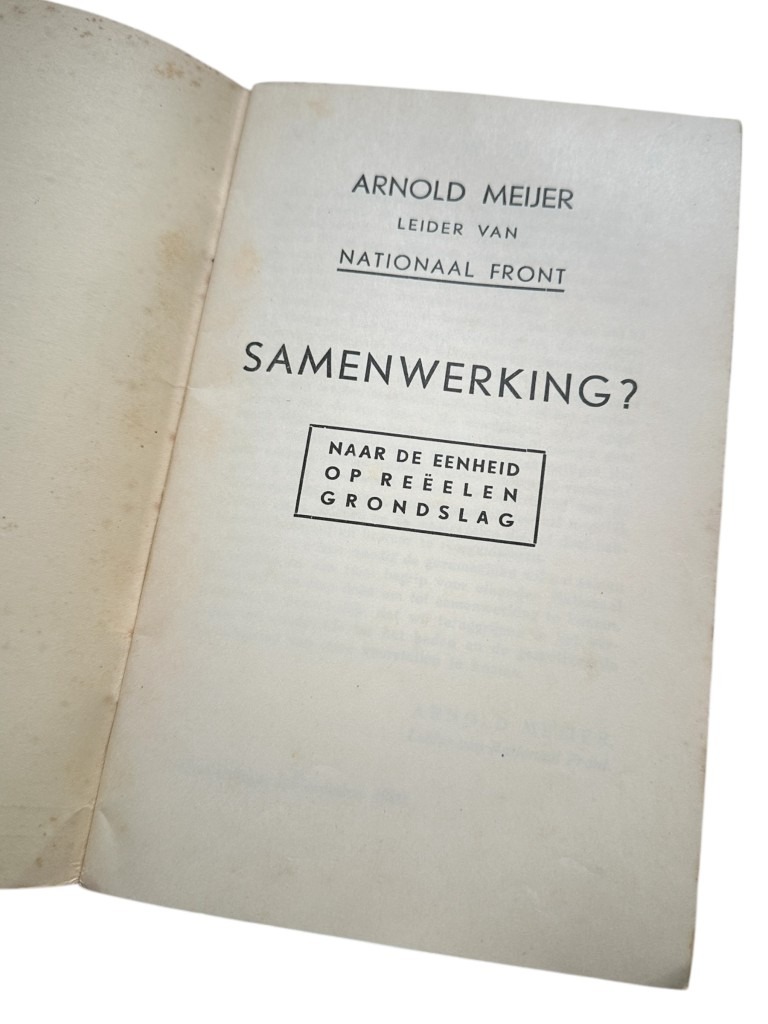 ARNOLD MEIJER
LEIDER VAN
NATIONAAL FRONT
SAMENWERKING?
NAAR DE EENHEID
OP REËELEN
GRONDSLAG